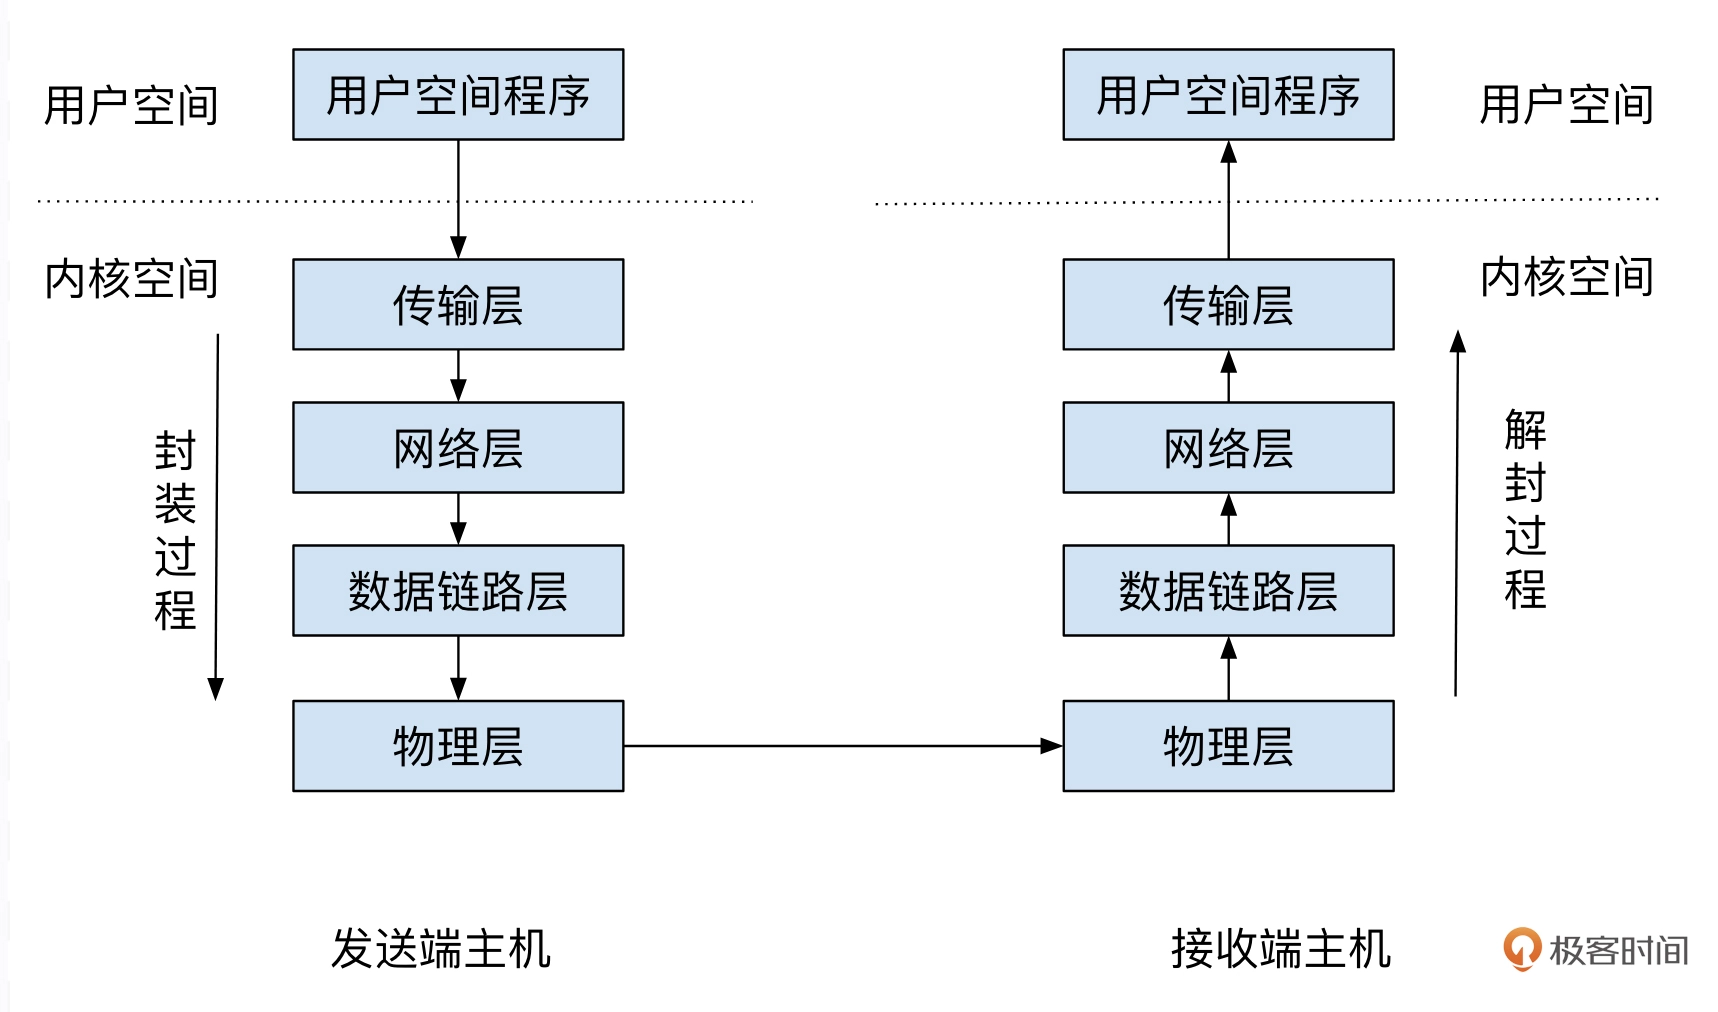 用户空间
用户空间程序
用户空间程序
用户空间
内核空间
传输层
传输层
内核空间
封装过程
网络层
网络层
解封过程
数据链路层
数据链路层
物理层
物理层
发送端主机
接收端主机
极客时间